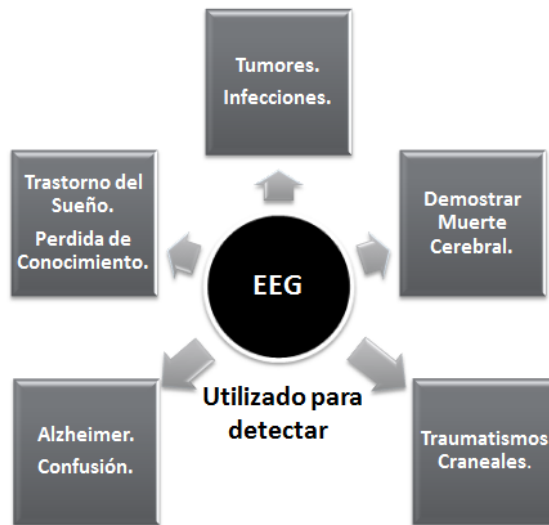 Tumores.
Infecciones.
Trastorno del
Sueño.
Perdida de
Conocimiento.
Demostrar
Muerte
Cerebral.
EEG
Utilizado para
detectar
Alzheimer.
Confusión.
Traumatismos
Craneales.